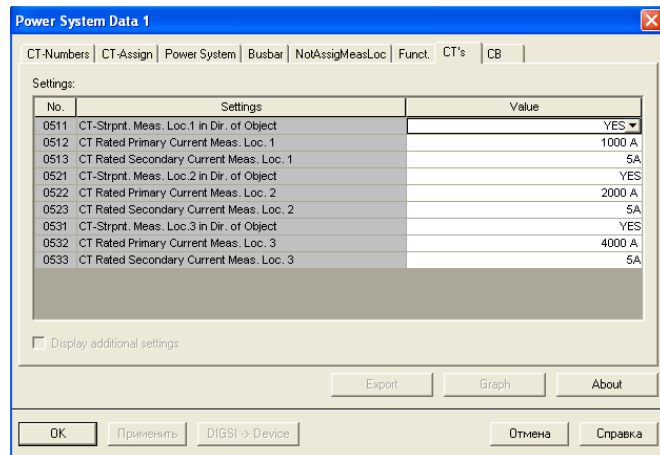 Power System Data 1
CT-Numbers CT-Assign Power System Busbar NotAssigMeasLoc Funct. CT's CB
Settings:
No. Settings Value
0511 CT-Strpnt. Meas. Loc.1 in Dir. of Object YES
0512 CT Rated Primary Current Meas. Loc. 1 1000 A
0513 CT Rated Secondary Current Meas. Loc. 1 5A
0521 CT-Strpnt. Meas. Loc.2 in Dir. of Object YES
0522 CT Rated Primary Current Meas. Loc. 2 2000 A
0523 CT Rated Secondary Current Meas. Loc. 2 5A
0531 CT-Strpnt. Meas. Loc.3 in Dir. of Object YES
0532 CT Rated Primary Current Meas. Loc. 3 4000 A
0533 CT Rated Secondary Current Meas. Loc. 3 5A
Display additional settings
Export Graph About
OK Применить DIGSI -> Device Отмена Справка